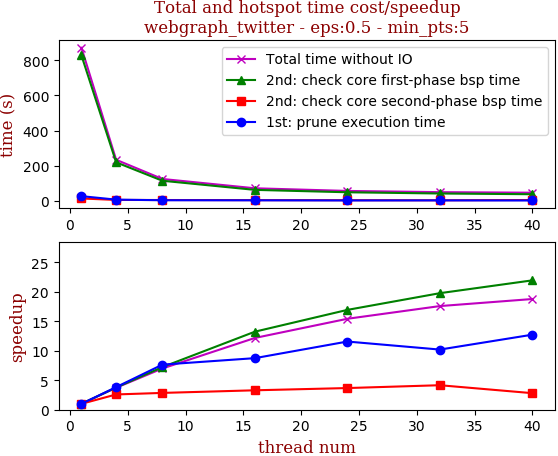 Total and hotspot time cost/speedup
webgraph_twitter - eps:0.5 - min_pts:5
time (s)
800
600
400
200
0
Total time without IO
2nd: check core first-phase bsp time
2nd: check core second-phase bsp time
1st: prune execution time
0 5 10 15 20 25 30 35 40
speedup
25
20
15
10
5
0
0 5 10 15 20 25 30 35 40
thread num